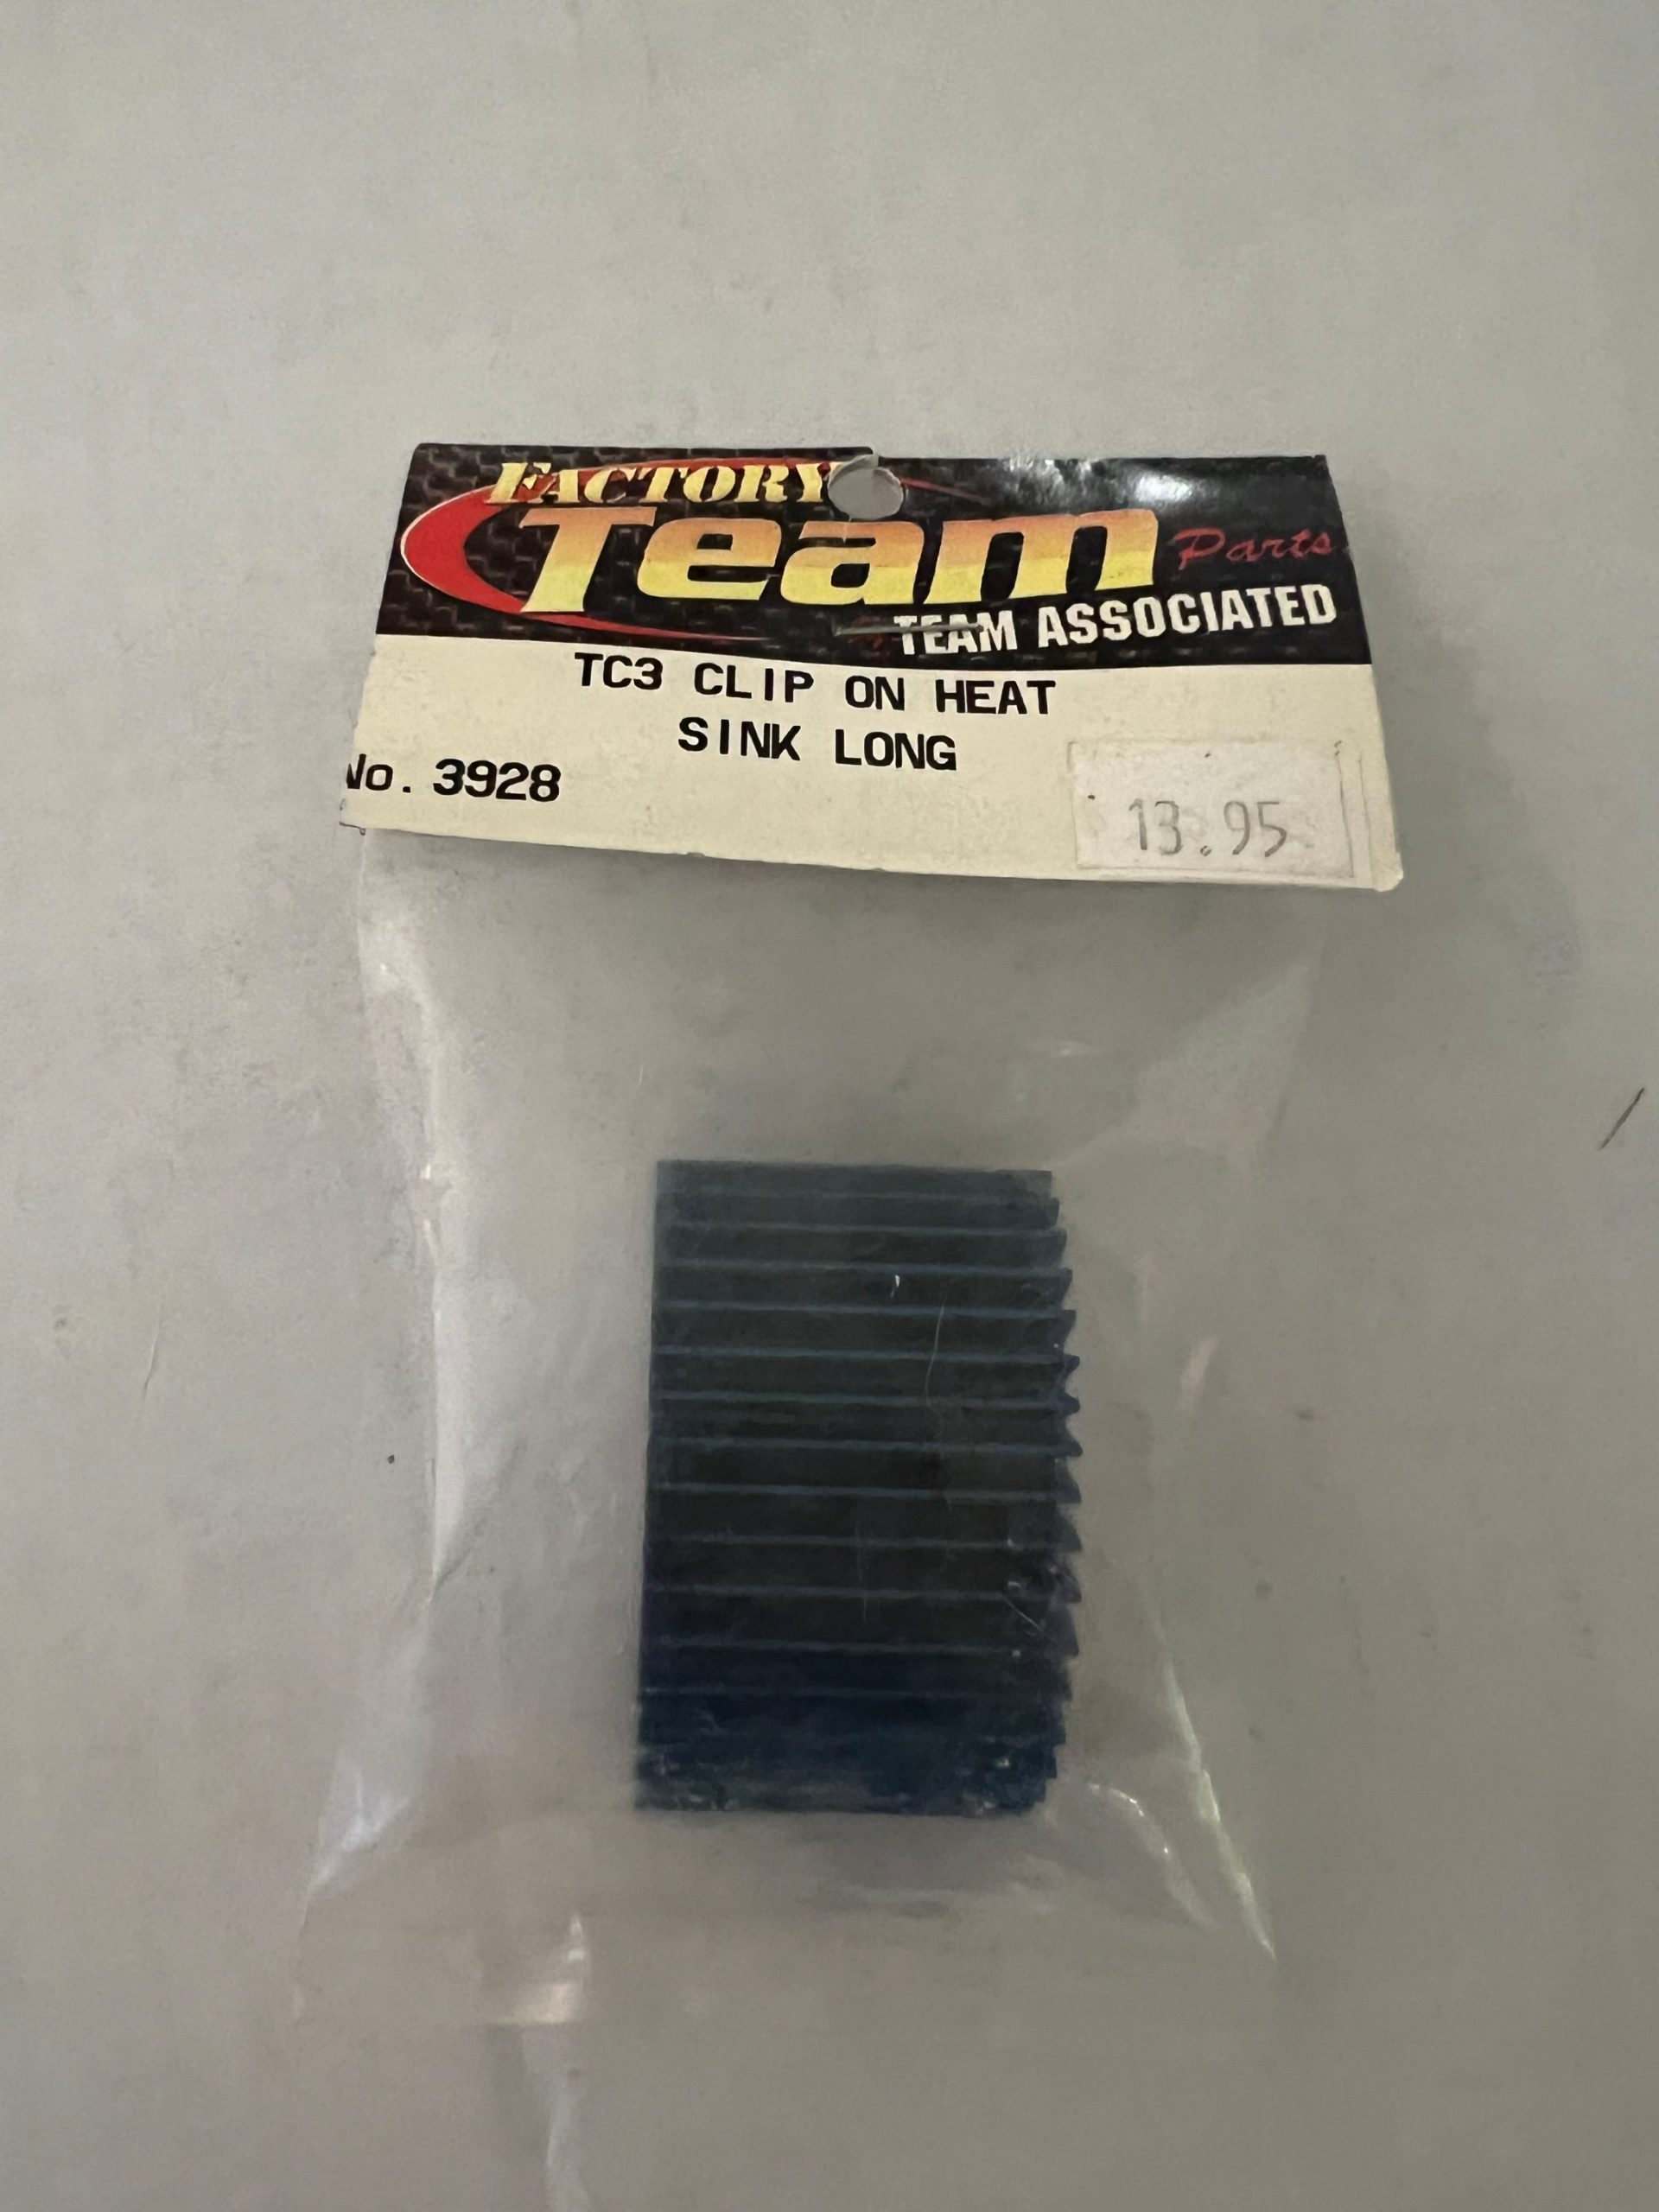 FACTORY
Team Parts
TEAM ASSOCIATED
TC3 CLIP ON HEAT
SINK LONG
No. 3928
13.95